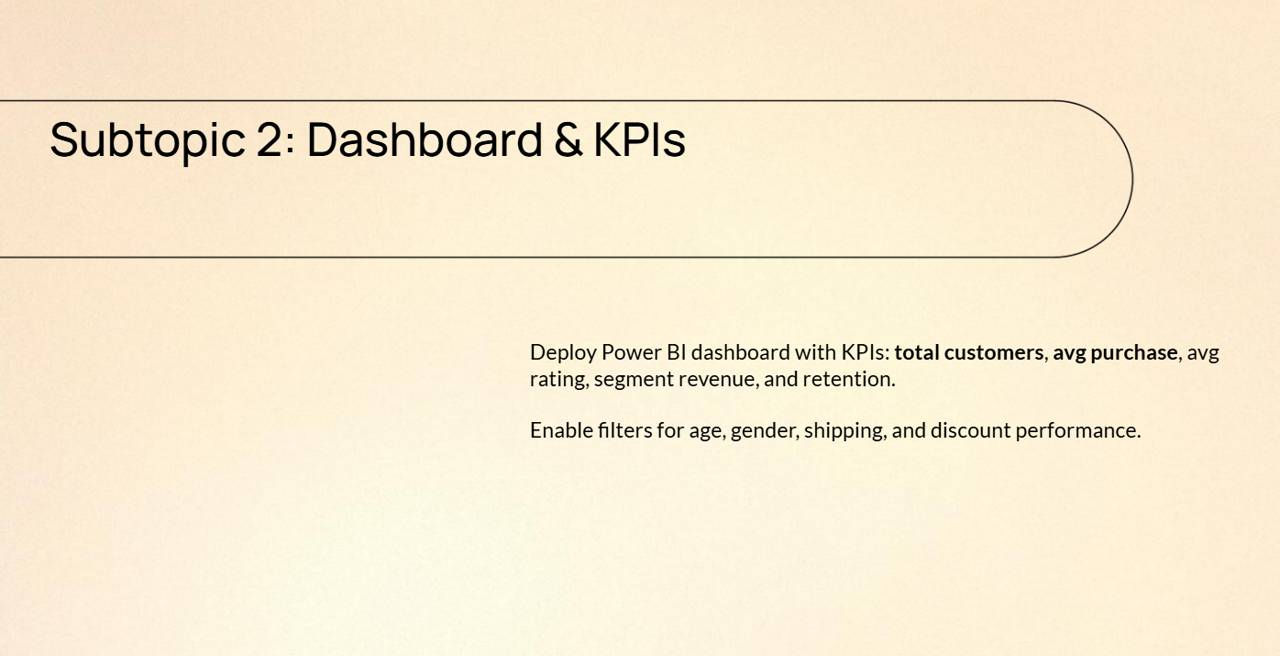 Subtopic 2: Dashboard & KPIs
Deploy Power BI dashboard with KPIs: total customers, avg purchase, avg
rating, segment revenue, and retention.
Enable filters for age, gender, shipping, and discount performance.